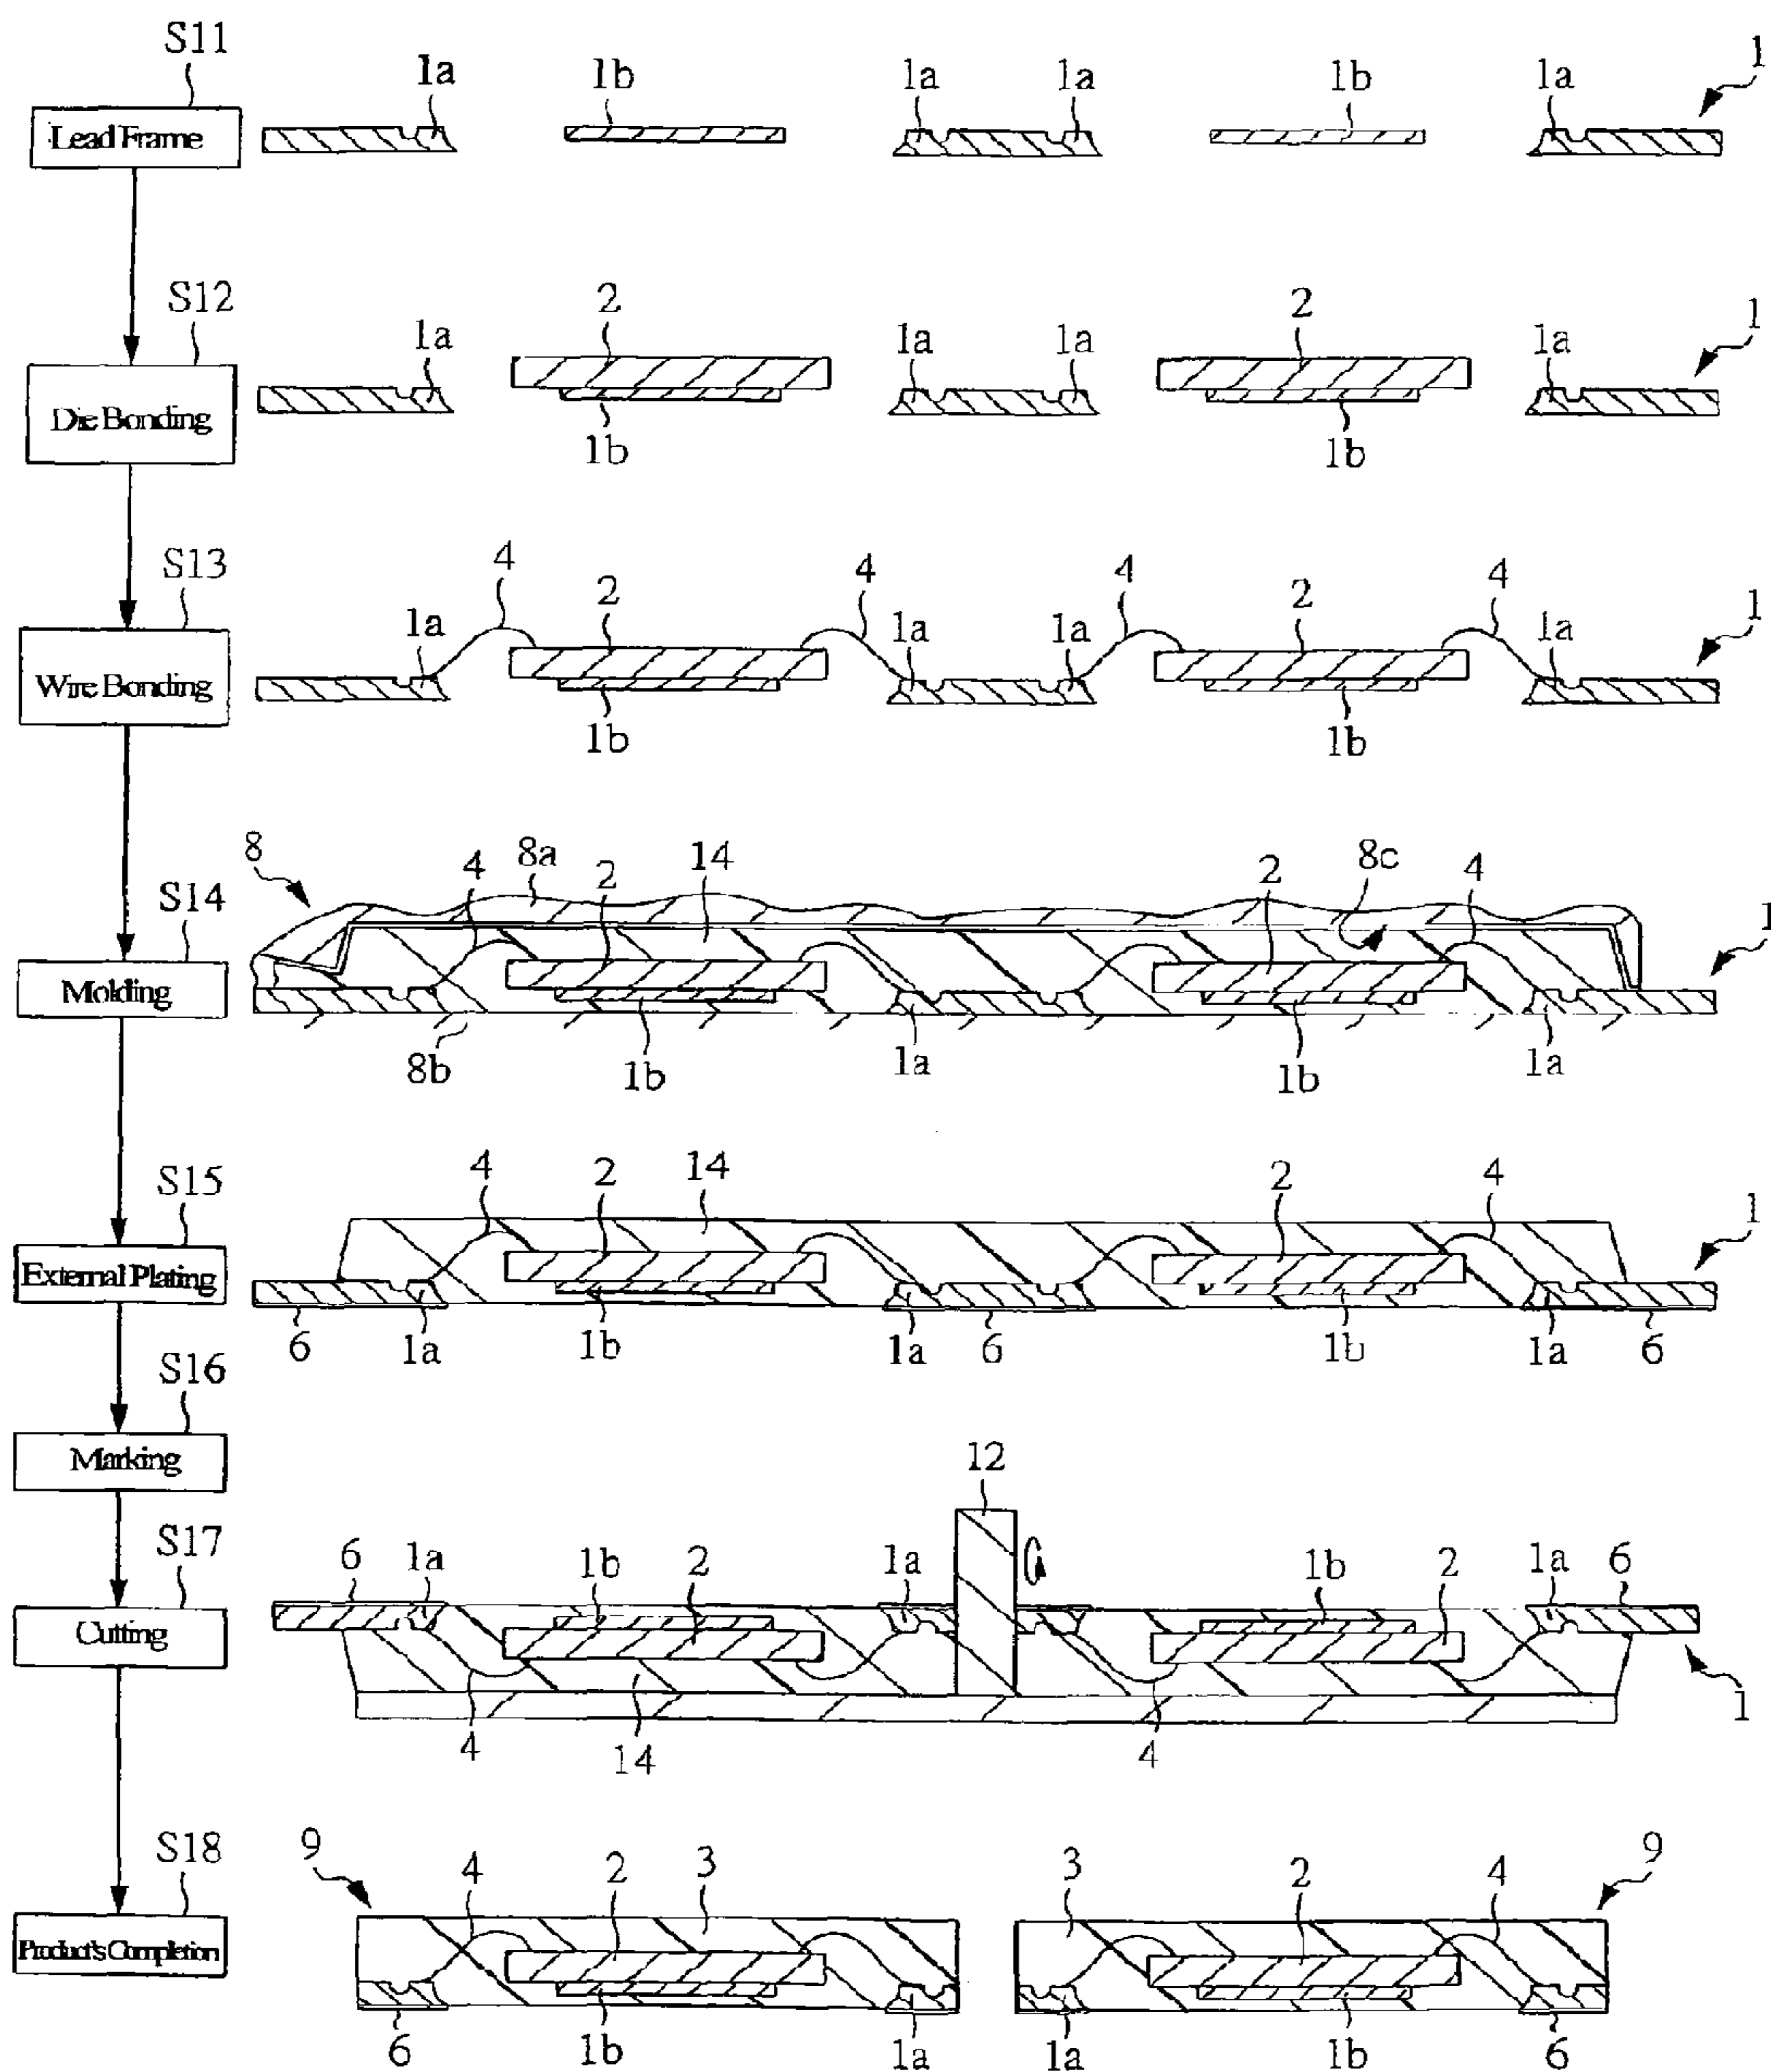 S11
1a 1b 1a 1a 1b 1a 1
Lead Frame
S12
2 2
1a 1a 1a 1a 1
Die Bonding
1b 1b
S13
4 2 4 4 2 4
1a 1a 1a 1a 1
Wire Bonding
1b 1b
8 4 8a 2 14 8c 2 4
S14
1
Molding
8b 1b 1a 1b 1a
S15
4 2 14 2 4
1
External Plating
6 1a 1b 1a 6 1b 1a 6
S16
Marking
12
S17
6 1a 1b 2 1a 1b 2 1a 6
Cutting
4 14 4 1
S18
9 4 2 3 3 2 4 9
Product's Completion
6 1b 1a 1a 1b 6